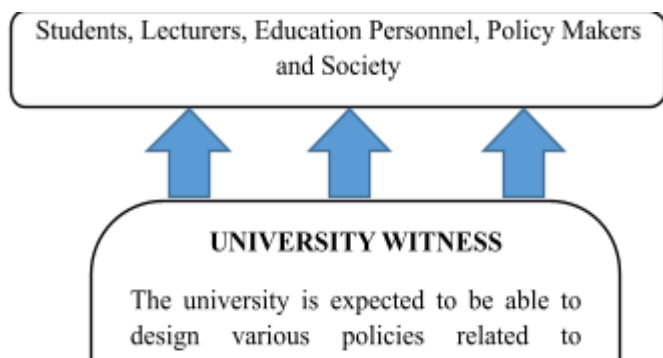 Students, Lecturers, Education Personnel, Policy Makers
and Society
UNIVERSITY WITNESS
The university is expected to be able to
design various policies related to